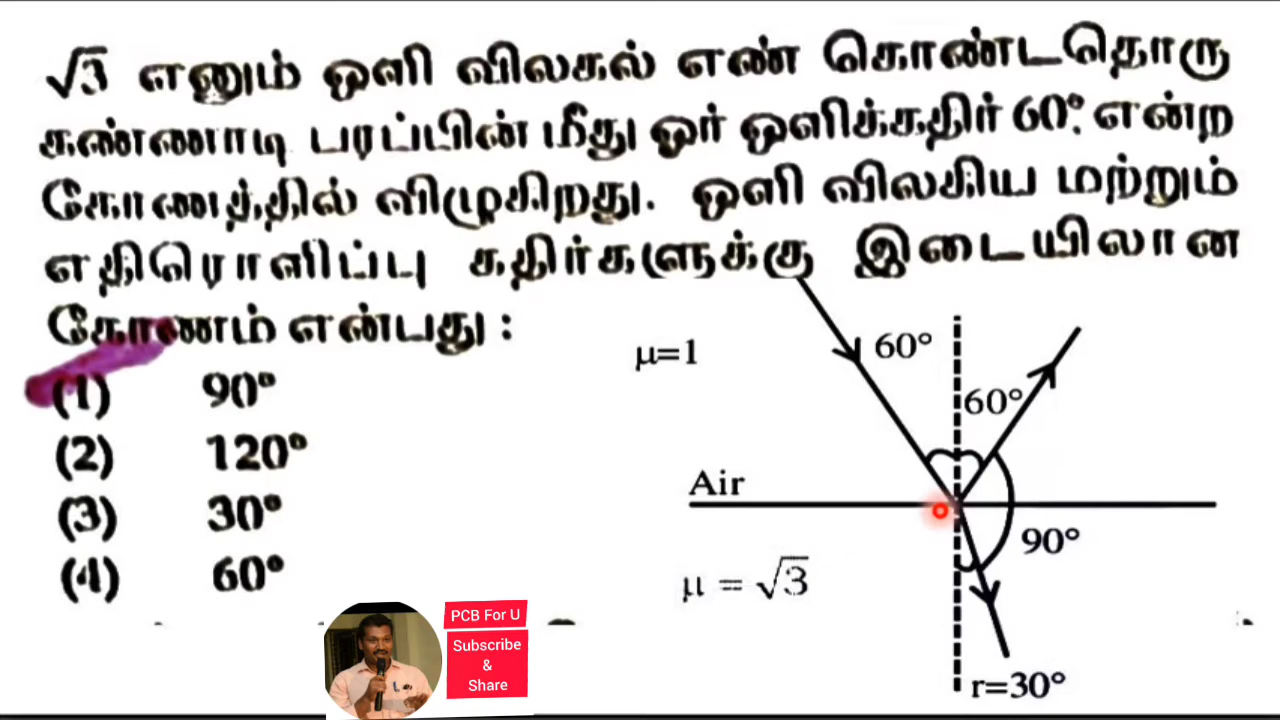 √3 எனும் ஒளி விலகல் எண் கொண்டதொரு
கண்ணாடி பரப்பின் மீது ஓர் ஒளிக்கதிர் 60° என்ற
கோணத்தில் விழுகிறது. ஒளி விலகிய மற்றும்
எதிரொளிப்பு கதிர்களுக்கு இடையிலான
கோணம் என்பது :
(1) 90°
(2) 120°
(3) 30°
(4) 60°
μ=1
60°
60°
Air
90°
μ = √3
r=30°
PCB For U
Subscribe
&
Share